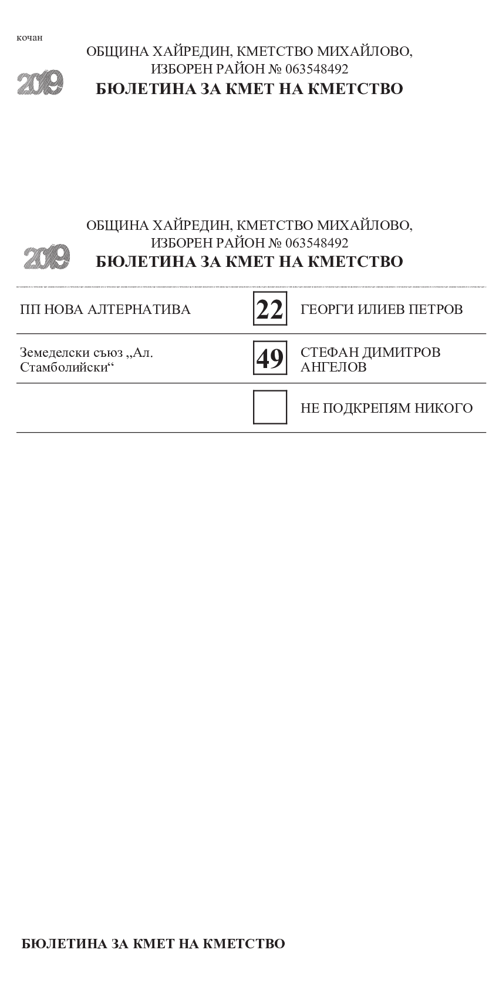 кочан
ОБЩИНА ХАЙРЕДИН, КМЕТСТВО МИХАЙЛОВО,
ИЗБОРЕН РАЙОН № 063548492
2019
БЮЛЕТИНА ЗА КМЕТ НА КМЕТСТВО
ОБЩИНА ХАЙРЕДИН, КМЕТСТВО МИХАЙЛОВО,
ИЗБОРЕН РАЙОН № 063548492
2019
БЮЛЕТИНА ЗА КМЕТ НА КМЕТСТВО
ПП НОВА АЛТЕРНАТИВА 22 ГЕОРГИ ИЛИЕВ ПЕТРОВ
Земеделски съюз „Ал.
Стамболийски“
49
СТЕФАН ДИМИТРОВ
АНГЕЛОВ
НЕ ПОДКРЕПЯМ НИКОГО
БЮЛЕТИНА ЗА КМЕТ НА КМЕТСТВО